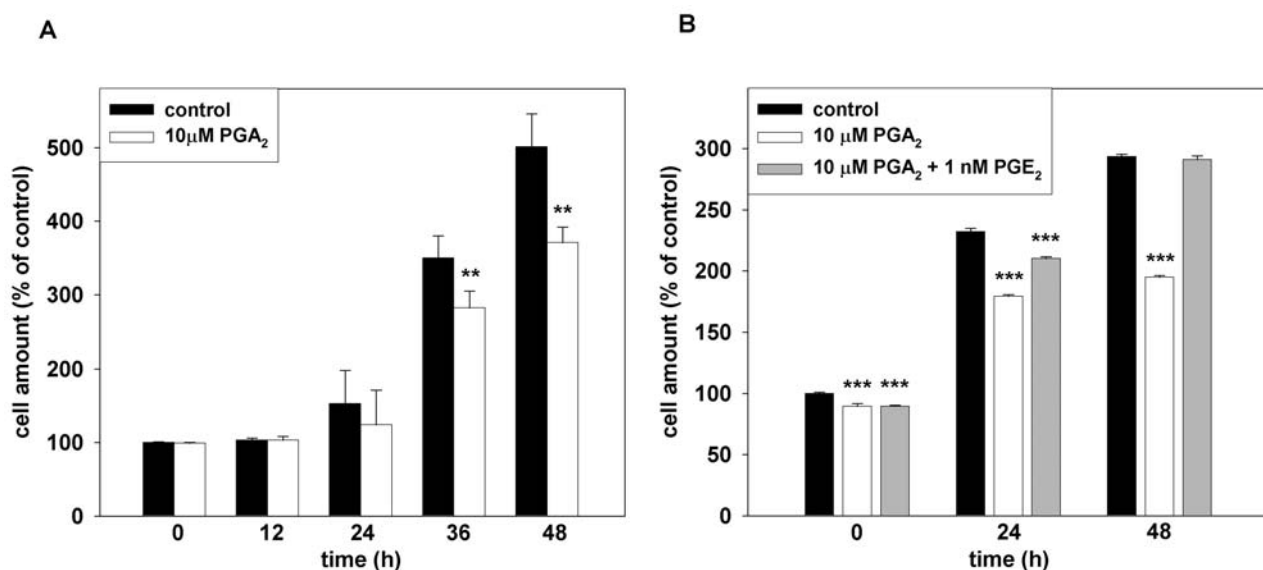 A
control
10μM PGA₂
500
400
300
200
100
0
**
**
0 12 24 36 48
time (h)
cell amount (% of control)
B
control
10 μM PGA₂
10 μM PGA₂ + 1 nM PGE₂
300
250
200
150
100
50
0
*** ***
*** ***
***
0 24 48
time (h)
cell amount (% of control)